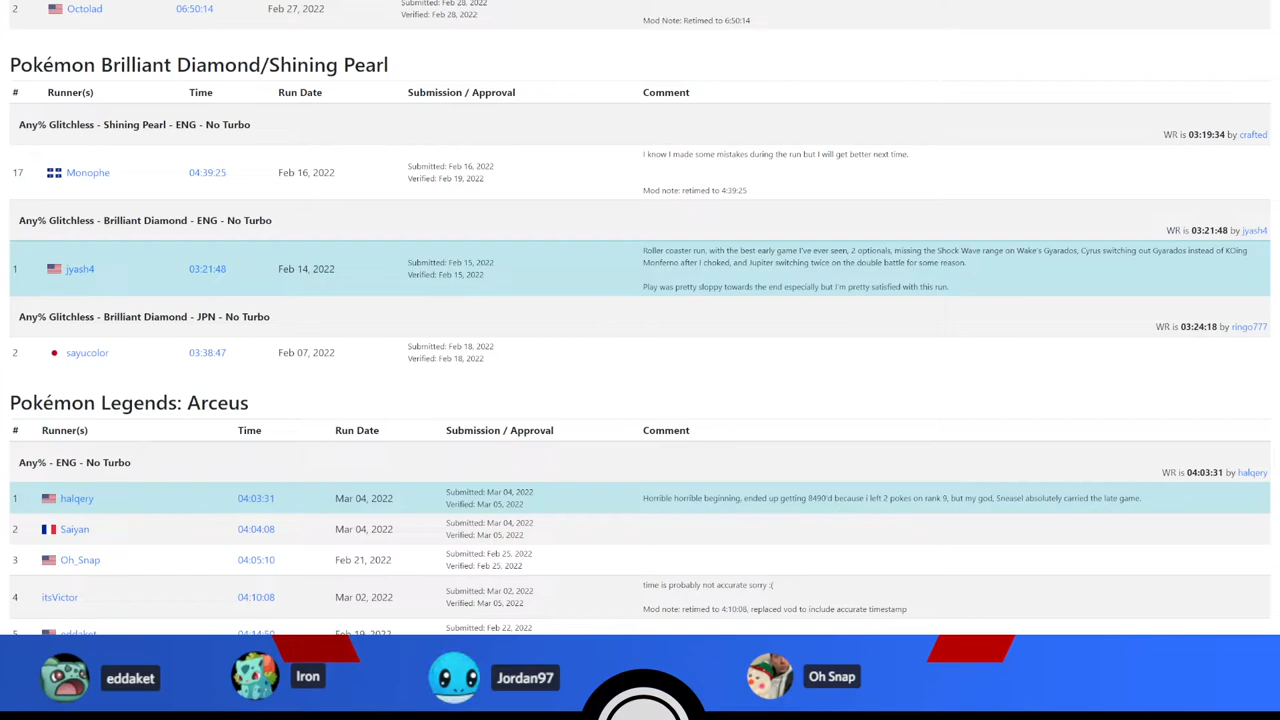 2 Octolad 06:50:14 Feb 27, 2022 Submitted: Feb 28, 2022
Verified: Feb 28, 2022
Mod Note: Retimed to 6:50:14
Pokémon Brilliant Diamond/Shining Pearl
# Runner(s) Time Run Date Submission / Approval Comment
Any% Glitchless - Shining Pearl - ENG - No Turbo
WR is 03:19:34 by crafted
17 Monophe 04:39:25 Feb 16, 2022 Submitted: Feb 16, 2022
Verified: Feb 19, 2022
I know I made some mistakes during the run but I will get better next time.
Mod note: retimed to 4:39:25
Any% Glitchless - Brilliant Diamond - ENG - No Turbo
WR is 03:21:48 by jyash4
1 jyash4 03:21:48 Feb 14, 2022 Submitted: Feb 15, 2022
Verified: Feb 15, 2022
Roller coaster run, with the best early game I've ever seen, 2 optionals, missing the Shock Wave range on Wake's Gyarados, Cyrus switching out Gyarados instead of KOing
Monferno after I choked, and Jupiter switching twice on the double battle for some reason.
Play was pretty sloppy towards the end especially but I'm pretty satisfied with this run.
Any% Glitchless - Brilliant Diamond - JPN - No Turbo
WR is 03:24:18 by ringo777
2 sayucolor 03:38:47 Feb 07, 2022 Submitted: Feb 18, 2022
Verified: Feb 18, 2022
Pokémon Legends: Arceus
# Runner(s) Time Run Date Submission / Approval Comment
Any% - ENG - No Turbo
WR is 04:03:31 by halqery
1 halqery 04:03:31 Mar 04, 2022 Submitted: Mar 04, 2022
Verified: Mar 05, 2022
Horrible horrible beginning, ended up getting 8490'd because i left 2 pokes on rank 9, but my god, Sneasel absolutely carried the late game.
2 Saiyan 04:04:08 Mar 04, 2022 Submitted: Mar 04, 2022
Verified: Mar 05, 2022
3 Oh_Snap 04:05:10 Feb 21, 2022 Submitted: Feb 25, 2022
Verified: Feb 25, 2022
4 itsVictor 04:10:08 Mar 02, 2022 Submitted: Mar 02, 2022
Verified: Mar 05, 2022
time is probably not accurate sorry :(
Mod note: retimed to 4:10:08, replaced vod to include accurate timestamp
5 eddaket 04:14:50 Feb 19, 2022 Submitted: Feb 22, 2022
eddaket Iron Jordan97 Oh Snap